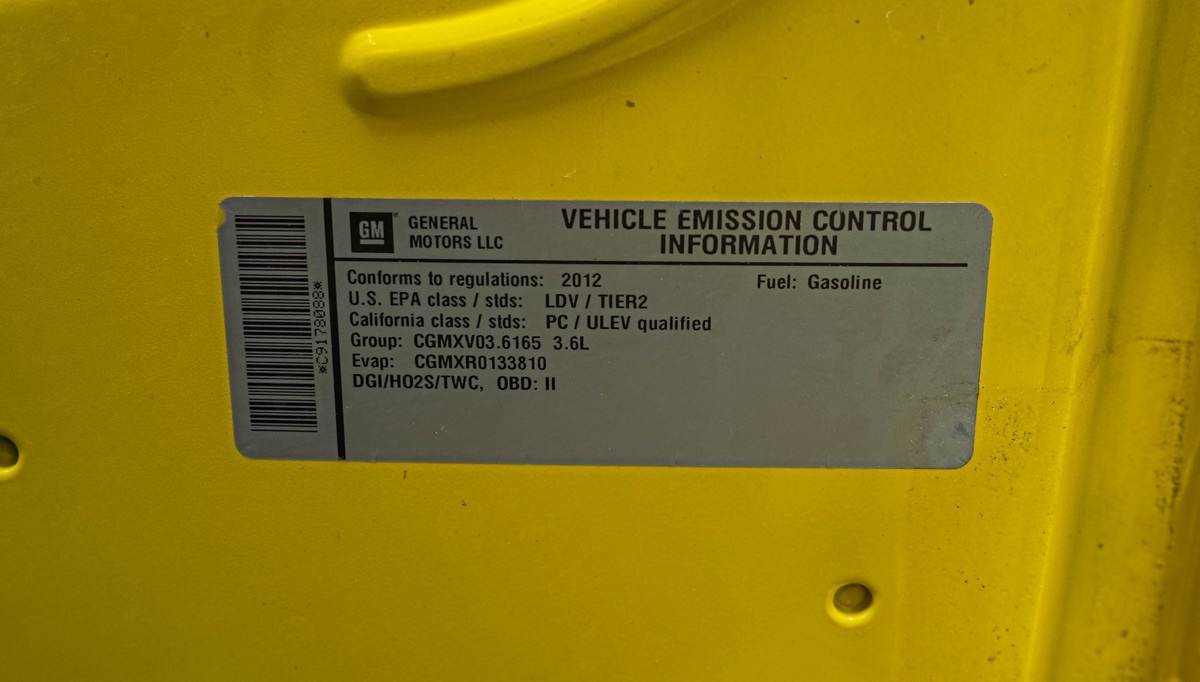 GM GENERAL MOTORS LLC
VEHICLE EMISSION CONTROL
INFORMATION
Conforms to regulations: 2012 Fuel: Gasoline
U.S. EPA class / stds: LDV / TIER2
California class / stds: PC / ULEV qualified
Group: CGMXV03.6165 3.6L
Evap: CGMXR0133810
DGI/HO2S/TWC, OBD: II
*C9178088*